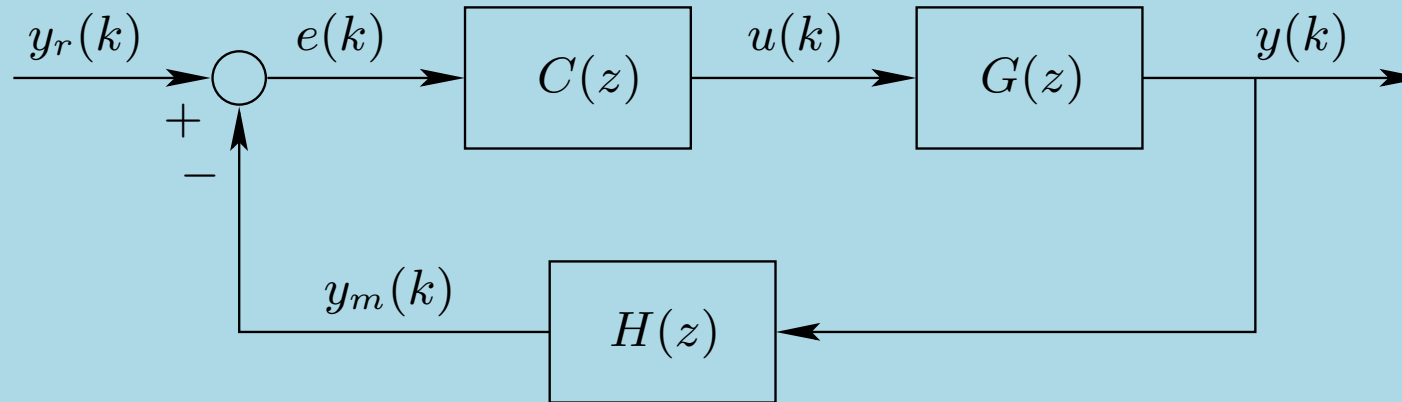 y_r(k)
e(k)
C(z)
u(k)
G(z)
y(k)
+
−
y_m(k)
H(z)